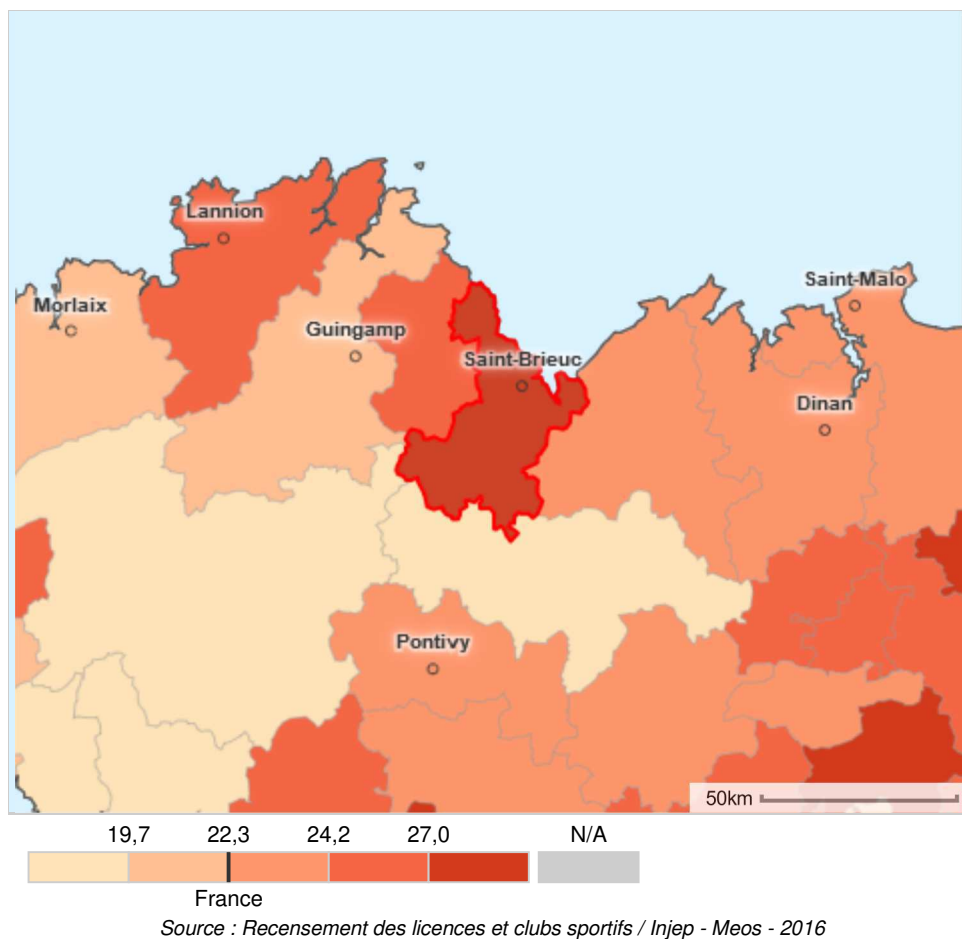 Lannion
Saint-Malo
Morlaix
Guingamp
Saint-Brieuc
Dinan
Pontivy
50km
19,7 22,3 24,2 27,0 N/A
France
Source : Recensement des licences et clubs sportifs / Injep - Meos - 2016